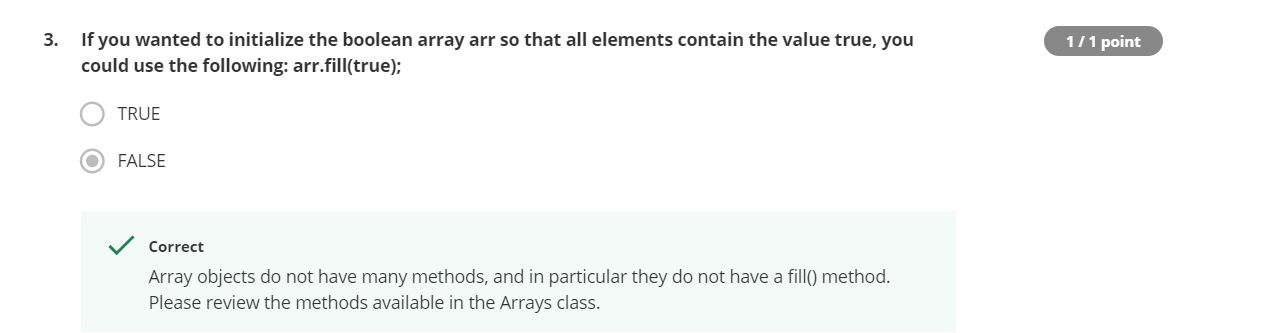 3. If you wanted to initialize the boolean array arr so that all elements contain the value true, you
could use the following: arr.fill(true);
1 / 1 point
TRUE
FALSE
Correct
Array objects do not have many methods, and in particular they do not have a fill() method.
Please review the methods available in the Arrays class.